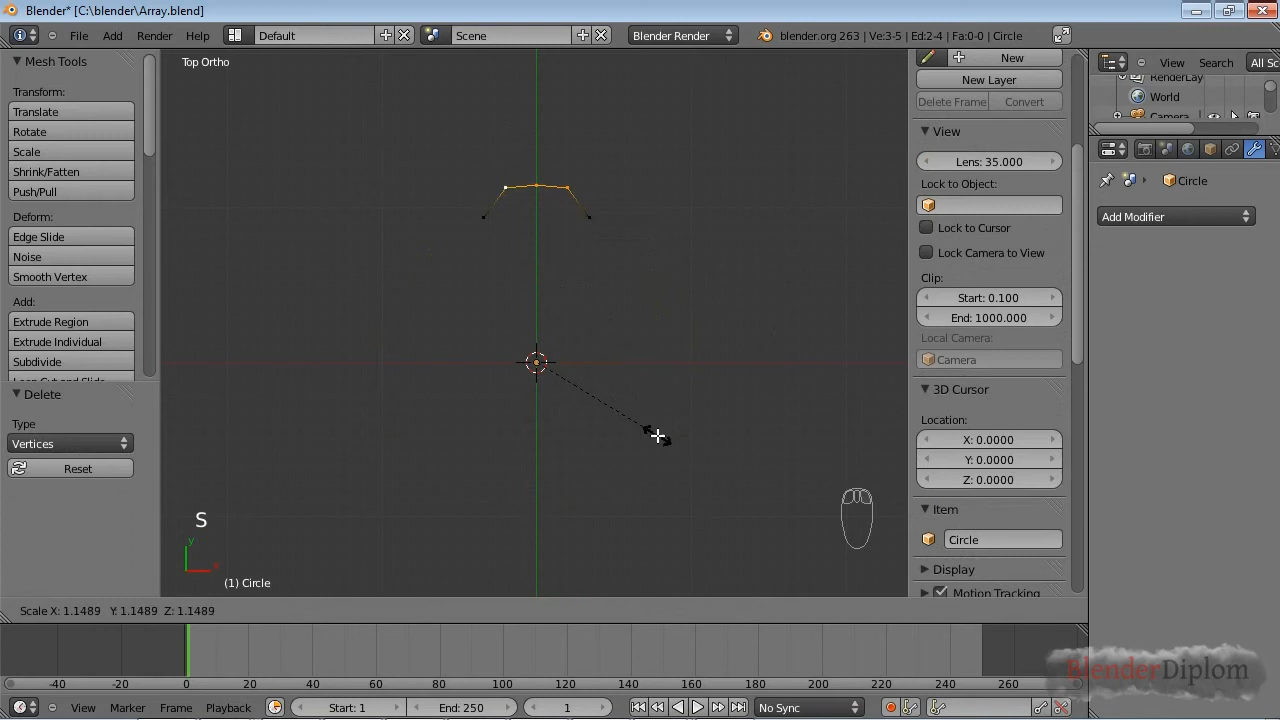 Blender* [C:\blender\Array.blend]
File Add Render Help Default Scene Blender Render blender.org 263 | Ve:3-5 | Ed:2-4 | Fa:0-0 | Circle
View Search All Sc
RenderLay
World
Camera
Circle
Add Modifier
Mesh Tools
Transform:
Translate
Rotate
Scale
Shrink/Fatten
Push/Pull
Deform:
Edge Slide
Noise
Smooth Vertex
Add:
Extrude Region
Extrude Individual
Subdivide
Loop Cut and Slide
Delete
Type
Vertices
Reset
Top Ortho
S
y
x
(1) Circle
New
New Layer
Delete Frame Convert
View
Lens: 35.000
Lock to Object:
Lock to Cursor
Lock Camera to View
Clip:
Start: 0.100
End: 1000.000
Local Camera:
Camera
3D Cursor
Location:
X: 0.0000
Y: 0.0000
Z: 0.0000
Item
Circle
Display
Motion Tracking
Scale X: 1.1489 Y: 1.1489 Z: 1.1489
-40 -20 0 20 40 60 80 100 120 140 160 180 200 220 240 260
View Marker Frame Playback Start: 1 End: 250 1 No Sync
BlenderDiplom